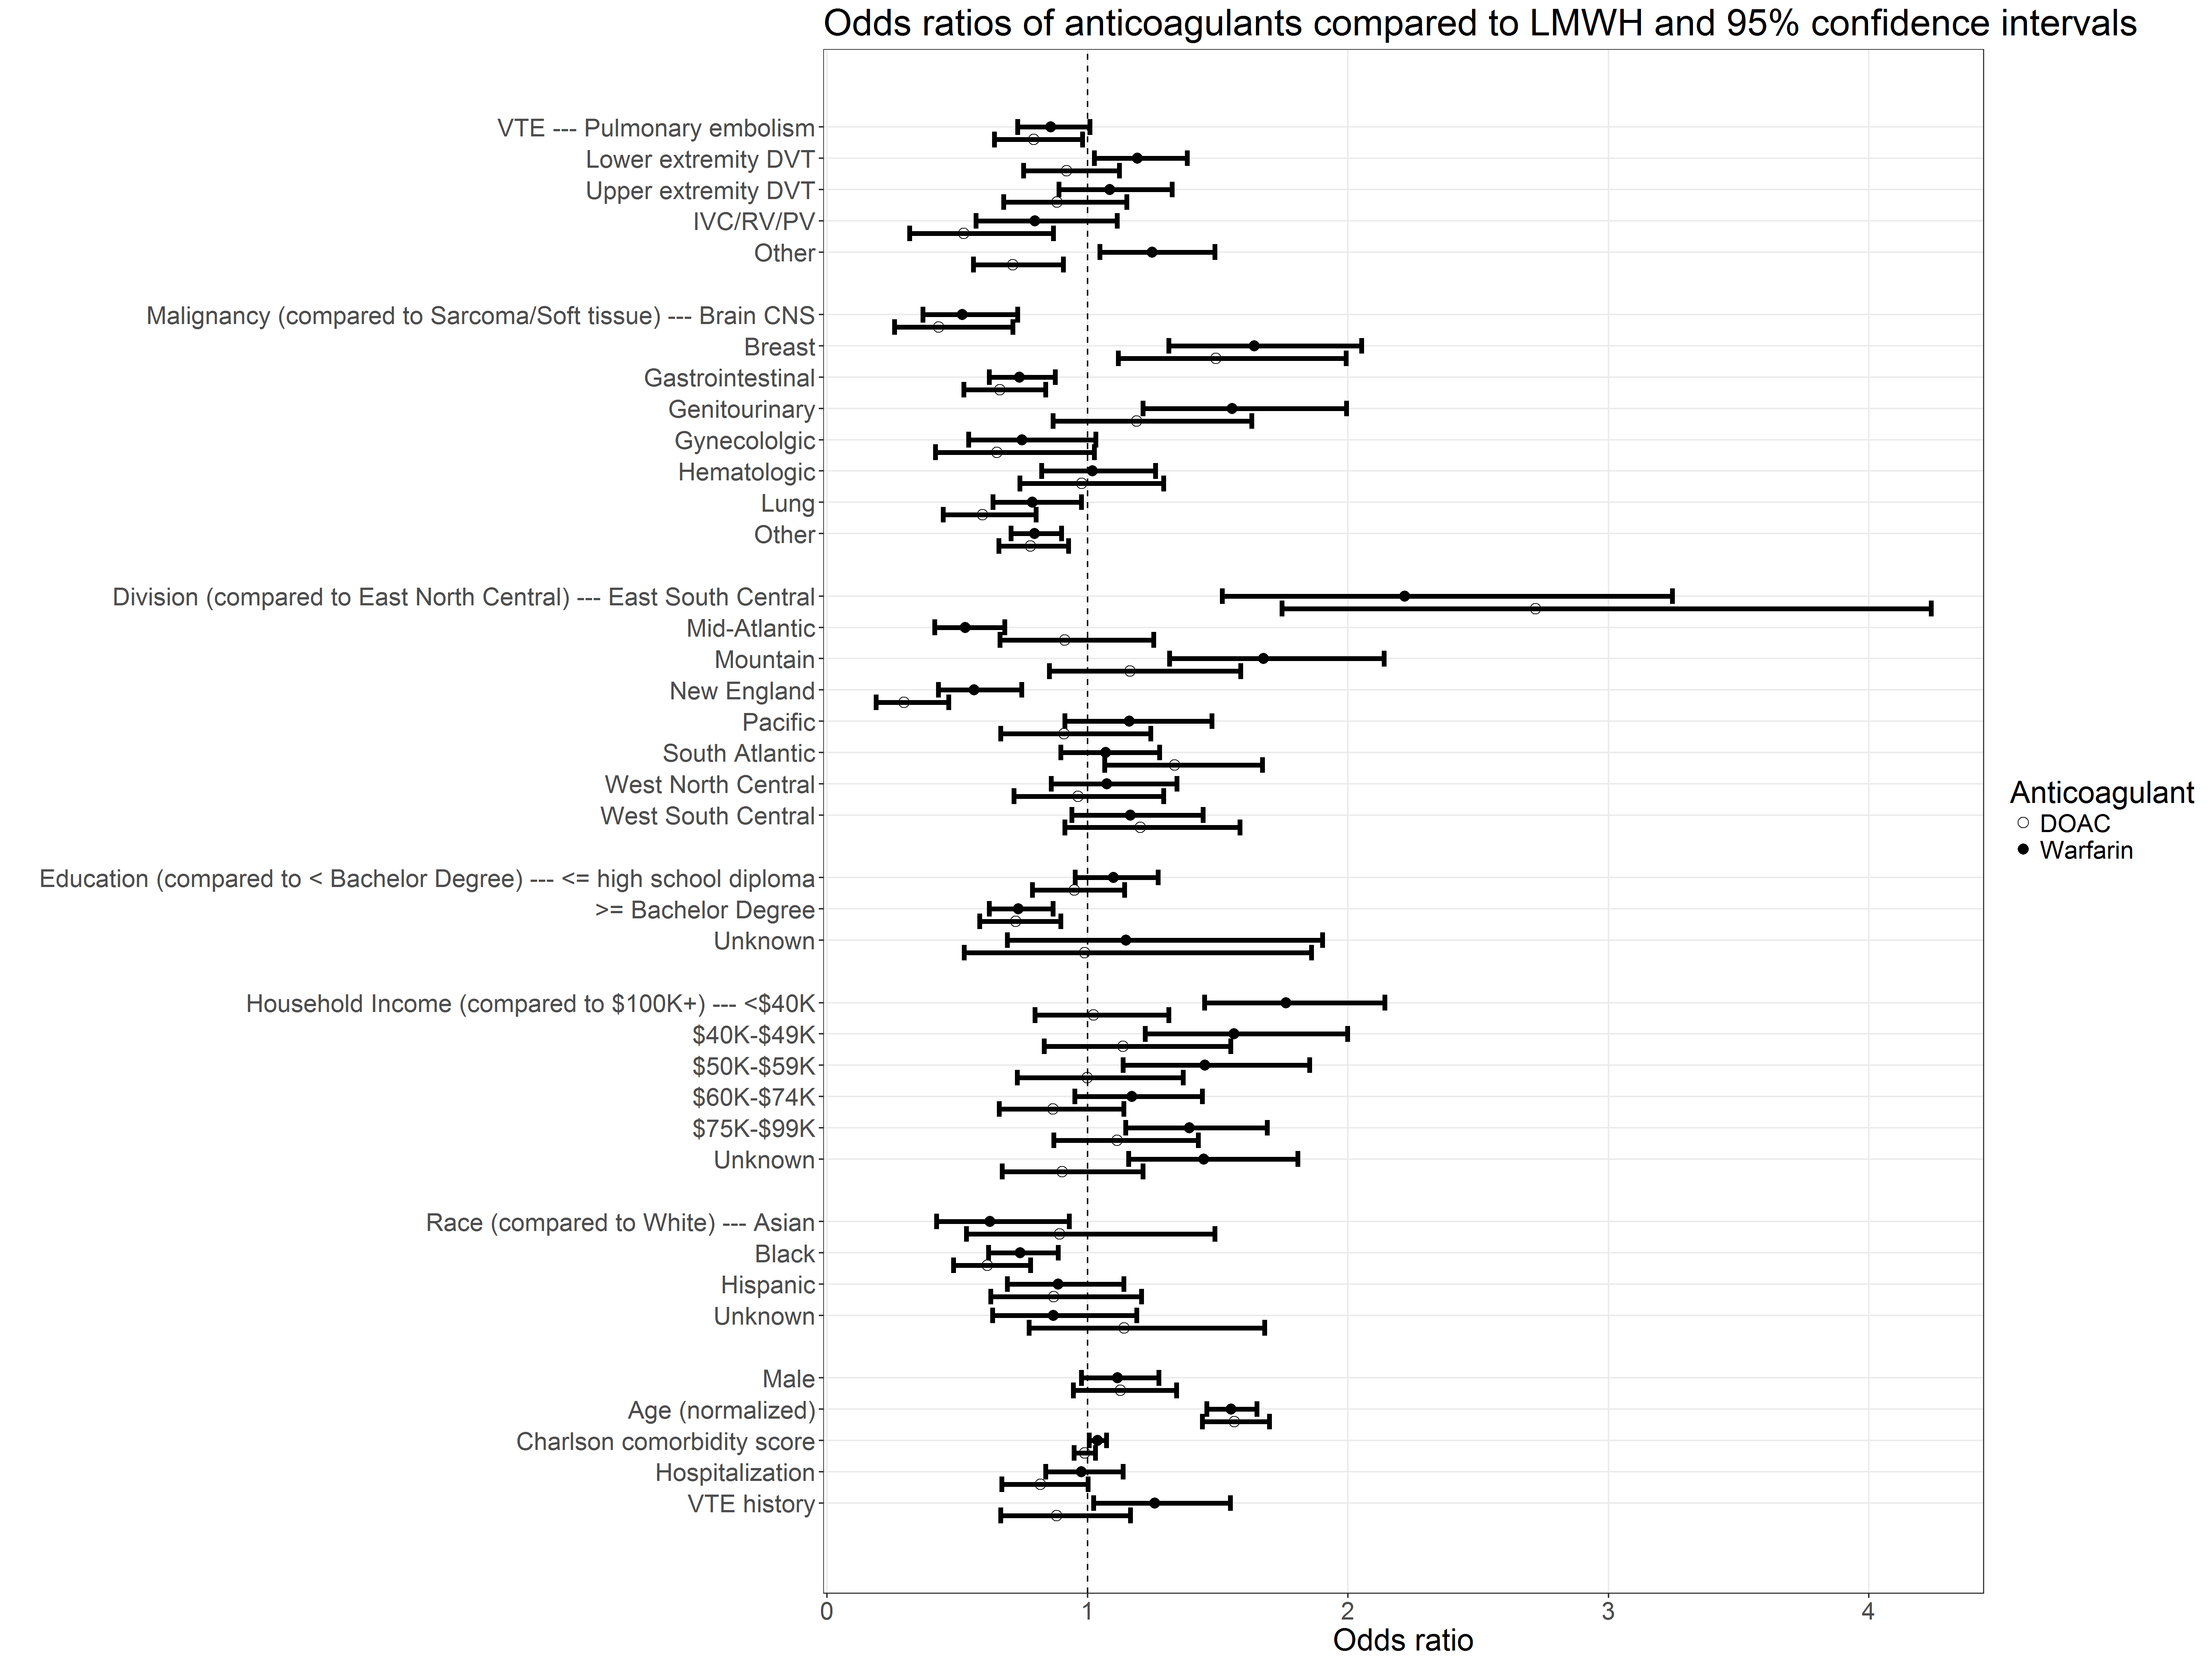 Odds ratios of anticoagulants compared to LMWH and 95% confidence intervals
VTE --- Pulmonary embolism
Lower extremity DVT
Upper extremity DVT
IVC/RV/PV
Other
Malignancy (compared to Sarcoma/Soft tissue) --- Brain CNS
Breast
Gastrointestinal
Genitourinary
Gynecololgic
Hematologic
Lung
Other
Division (compared to East North Central) --- East South Central
Mid-Atlantic
Mountain
New England
Pacific
South Atlantic
West North Central
West South Central
Education (compared to < Bachelor Degree) --- <= high school diploma
>= Bachelor Degree
Unknown
Household Income (compared to $100K+) --- <$40K
$40K-$49K
$50K-$59K
$60K-$74K
$75K-$99K
Unknown
Race (compared to White) --- Asian
Black
Hispanic
Unknown
Male
Age (normalized)
Charlson comorbidity score
Hospitalization
VTE history
0 1 2 3 4
Odds ratio
Anticoagulant
DOAC
Warfarin